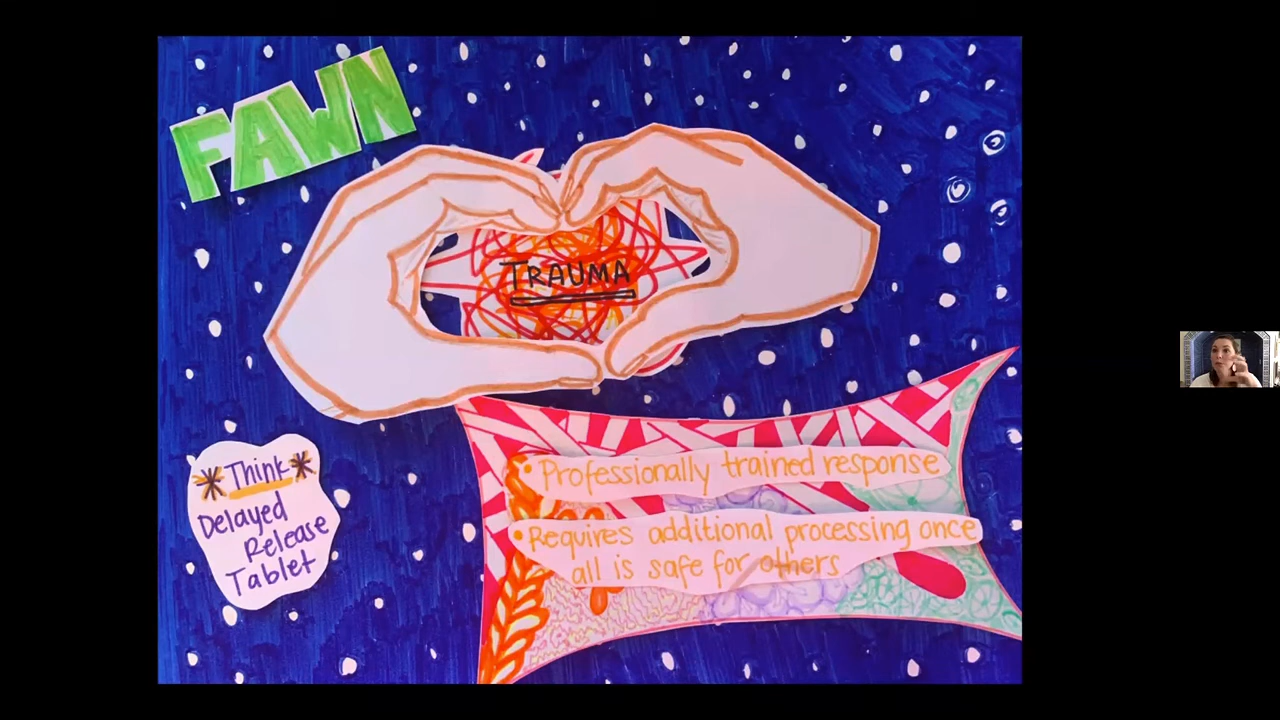 FAWN
TRAUMA
• Professionally trained response
*Think*
Delayed
Release
Tablet
• Requires additional processing once
all is safe for others